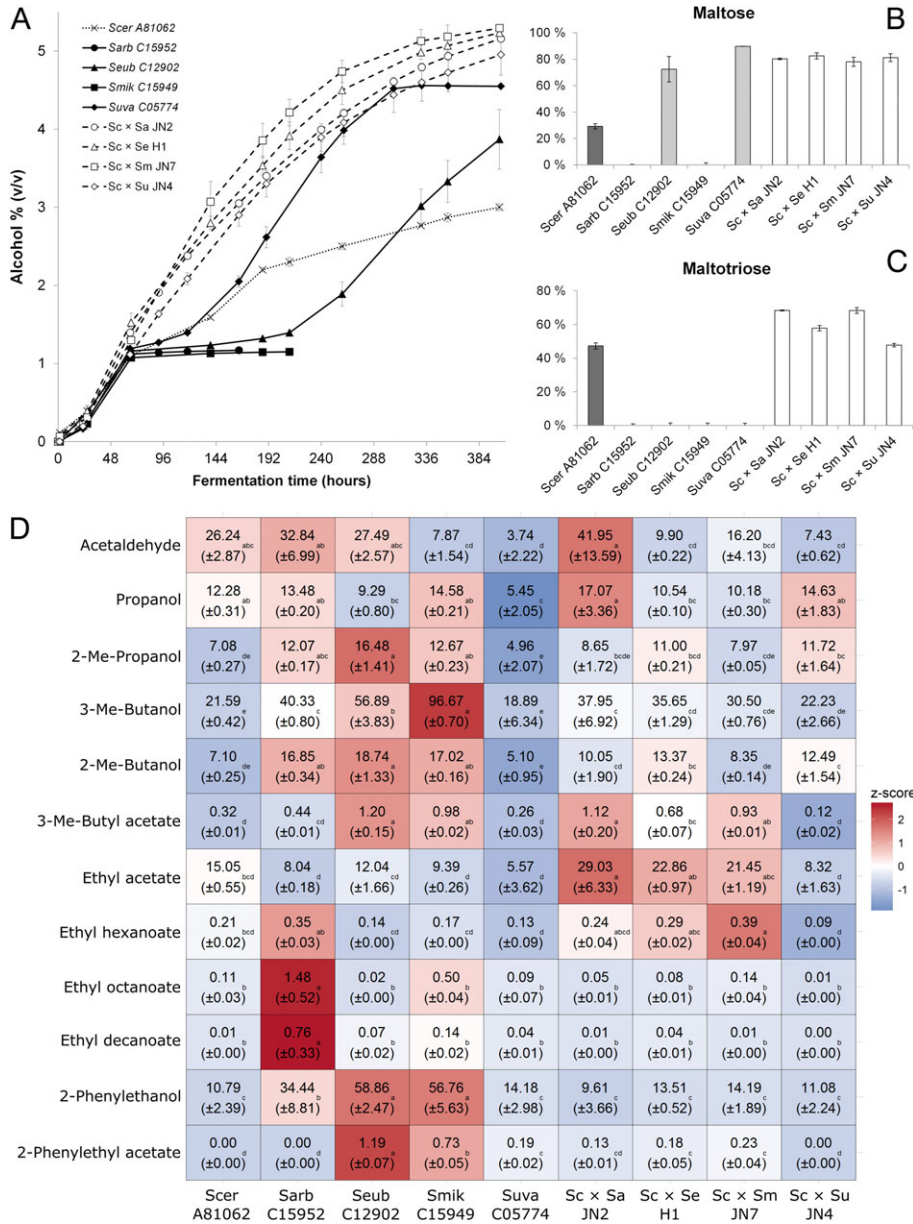 A
Scer A81062
Sarb C15952
Seub C12902
Smik C15949
Suva C05774
Sc × Sa JN2
Sc × Se H1
Sc × Sm JN7
Sc × Su JN4
Alcohol % (v/v)
5
4
3
2
1
0
0 48 96 144 192 240 288 336 384
Fermentation time (hours)
B
Maltose
100 %
80 %
60 %
40 %
20 %
0 %
Scer A81062
Sarb C15952
Seub C12902
Smik C15949
Suva C05774
Sc × Sa JN2
Sc × Se H1
Sc × Sm JN7
Sc × Su JN4
C
Maltotriose
80 %
60 %
40 %
20 %
0 %
Scer A81062
Sarb C15952
Seub C12902
Smik C15949
Suva C05774
Sc × Sa JN2
Sc × Se H1
Sc × Sm JN7
Sc × Su JN4
D
Acetaldehyde
26.24 32.84 27.49 7.87 3.74 41.95 9.90 16.20 7.43
(±2.87) abc (±6.99) ab (±2.57) abc (±1.54) cd (±2.22) d (±13.59) a (±0.22) cd (±4.13) bcd (±0.62) cd
Propanol
12.28 13.48 9.29 14.58 5.45 17.07 10.54 10.18 14.63
(±0.31) ab (±0.20) ab (±0.80) bc (±0.21) ab (±2.05) c (±3.36) a (±0.10) bc (±0.30) bc (±1.83) ab
2-Me-Propanol
7.08 12.07 16.48 12.67 4.96 8.65 11.00 7.97 11.72
(±0.27) de (±0.17) abc (±1.41) a (±0.23) ab (±2.07) e (±1.72) bcde (±0.21) bcd (±0.05) cde (±1.64) bc
3-Me-Butanol
21.59 40.33 56.89 96.67 18.89 37.95 35.65 30.50 22.23
(±0.42) e (±0.80) c (±3.83) b (±0.70) a (±6.34) e (±6.92) c (±1.29) cd (±0.76) cde (±2.66) de
2-Me-Butanol
7.10 16.85 18.74 17.02 5.10 10.05 13.37 8.35 12.49
(±0.25) de (±0.34) ab (±1.33) a (±0.16) ab (±0.95) e (±1.90) cd (±0.24) bc (±0.14) de (±1.54) c
3-Me-Butyl acetate
0.32 0.44 1.20 0.98 0.26 1.12 0.68 0.93 0.12
(±0.01) d (±0.01) cd (±0.15) a (±0.02) ab (±0.03) d (±0.20) a (±0.07) bc (±0.01) ab (±0.02) d
Ethyl acetate
15.05 8.04 12.04 9.39 5.57 29.03 22.86 21.45 8.32
(±0.55) bcd (±0.18) d (±1.66) cd (±0.26) d (±3.62) d (±6.33) a (±0.97) ab (±1.19) abc (±1.63) d
Ethyl hexanoate
0.21 0.35 0.14 0.17 0.13 0.24 0.29 0.39 0.09
(±0.02) bcd (±0.03) ab (±0.00) cd (±0.00) cd (±0.09) d (±0.04) abcd (±0.02) abc (±0.04) a (±0.00) d
Ethyl octanoate
0.11 1.48 0.02 0.50 0.09 0.05 0.08 0.14 0.01
(±0.03) b (±0.52) a (±0.00) b (±0.04) b (±0.07) b (±0.01) b (±0.01) b (±0.04) b (±0.00) b
Ethyl decanoate
0.01 0.76 0.07 0.14 0.04 0.01 0.04 0.01 0.00
(±0.00) b (±0.33) a (±0.02) b (±0.02) b (±0.01) b (±0.00) b (±0.01) b (±0.00) b (±0.00) b
2-Phenylethanol
10.79 34.44 58.86 56.76 14.18 9.61 13.51 14.19 11.08
(±2.39) c (±8.81) b (±2.47) a (±5.63) a (±2.98) c (±3.66) c (±0.52) c (±1.89) c (±2.24) c
2-Phenylethyl acetate
0.00 0.00 1.19 0.73 0.19 0.13 0.18 0.23 0.00
(±0.00) d (±0.00) d (±0.07) a (±0.05) b (±0.02) c (±0.01) cd (±0.05) c (±0.04) c (±0.00) d
Scer Sarb Seub Smik Suva Sc × Sa Sc × Se Sc × Sm Sc × Su
A81062 C15952 C12902 C15949 C05774 JN2 H1 JN7 JN4
z-score
2
1
0
-1